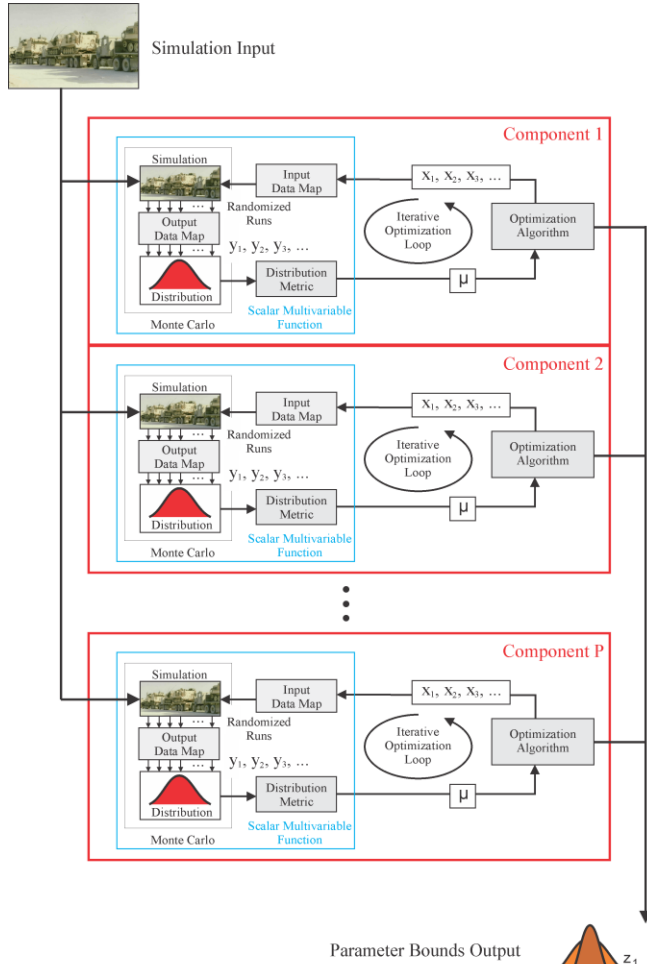 Simulation Input
Component 1
Simulation
Input
Data Map
x₁, x₂, x₃, ...
...
Randomized
Runs
Output
Data Map
Iterative
Optimization
Loop
Optimization
Algorithm
...
y₁, y₂, y₃, ...
Distribution
Distribution
Metric
μ
Monte Carlo
Scalar Multivariable
Function
Component 2
Simulation
Input
Data Map
x₁, x₂, x₃, ...
...
Randomized
Runs
Output
Data Map
Iterative
Optimization
Loop
Optimization
Algorithm
...
y₁, y₂, y₃, ...
Distribution
Distribution
Metric
μ
Monte Carlo
Scalar Multivariable
Function
Component P
Simulation
Input
Data Map
x₁, x₂, x₃, ...
...
Randomized
Runs
Output
Data Map
Iterative
Optimization
Loop
Optimization
Algorithm
...
y₁, y₂, y₃, ...
Distribution
Distribution
Metric
μ
Monte Carlo
Scalar Multivariable
Function
Parameter Bounds Output
z₁